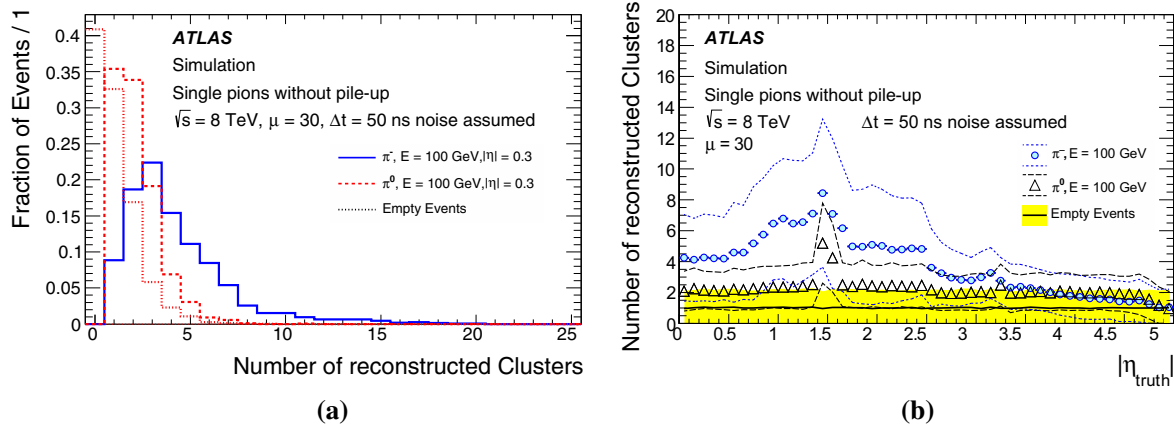 Fraction of Events / 1
0.4
0.35
0.3
0.25
0.2
0.15
0.1
0.05
0
ATLAS
Simulation
Single pions without pile-up
√s = 8 TeV, μ = 30, Δt = 50 ns noise assumed
π⁻, E = 100 GeV,|η| = 0.3
π⁰, E = 100 GeV,|η| = 0.3
Empty Events
0 5 10 15 20 25
Number of reconstructed Clusters
(a)
Number of reconstructed Clusters
20
18
16
14
12
10
8
6
4
2
0
ATLAS
Simulation
Single pions without pile-up
√s = 8 TeV Δt = 50 ns noise assumed
μ = 30
π⁻, E = 100 GeV
π⁰, E = 100 GeV
Empty Events
0 0.5 1 1.5 2 2.5 3 3.5 4 4.5 5
|η_truth|
(b)